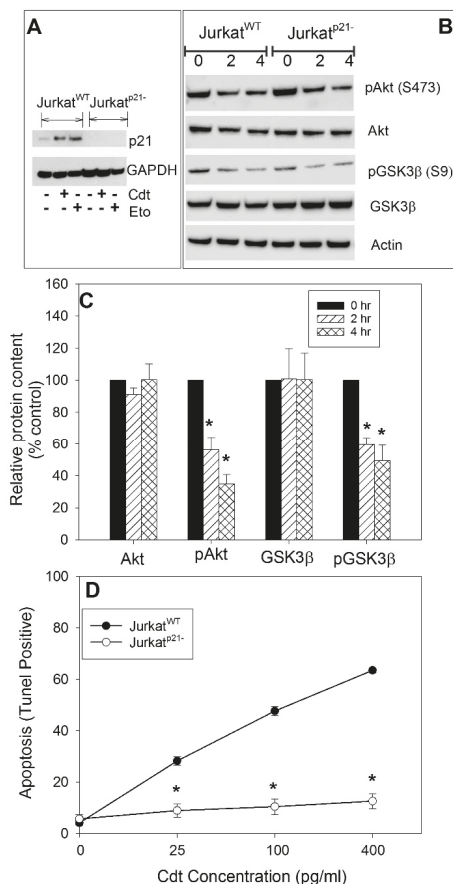 A
Jurkat^WT Jurkat^p21-
p21
GAPDH
- + - - + - Cdt
- - + - - + Eto
B
Jurkat^WT Jurkat^p21-
0 2 4 0 2 4
pAkt (S473)
Akt
pGSK3β (S9)
GSK3β
Actin
C
Relative protein content
(% control)
160
140
120
100
80
60
40
20
0
0 hr
2 hr
4 hr
* * * *
Akt pAkt GSK3β pGSK3β
D
Apoptosis (Tunel Positive)
100
80
60
40
20
0
Jurkat^WT
Jurkat^p21-
* * *
0 25 100 400
Cdt Concentration (pg/ml)